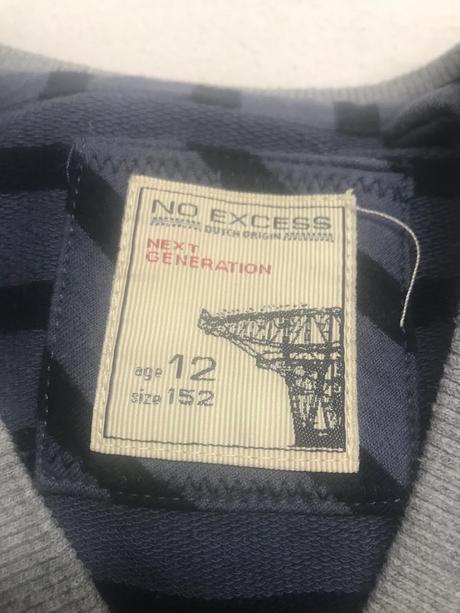 NO EXCESS
DUTCH ORIGIN
NEXT
GENERATION
age 12
size 152